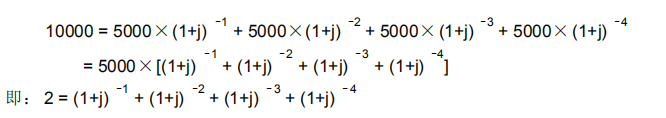 10000 = 5000×(1+j) ⁻¹ + 5000×(1+j) ⁻² + 5000×(1+j) ⁻³ + 5000×(1+j) ⁻⁴
= 5000×[(1+j) ⁻¹ + (1+j) ⁻² + (1+j) ⁻³ + (1+j) ⁻⁴]
即：2 = (1+j) ⁻¹ + (1+j) ⁻² + (1+j) ⁻³ + (1+j) ⁻⁴